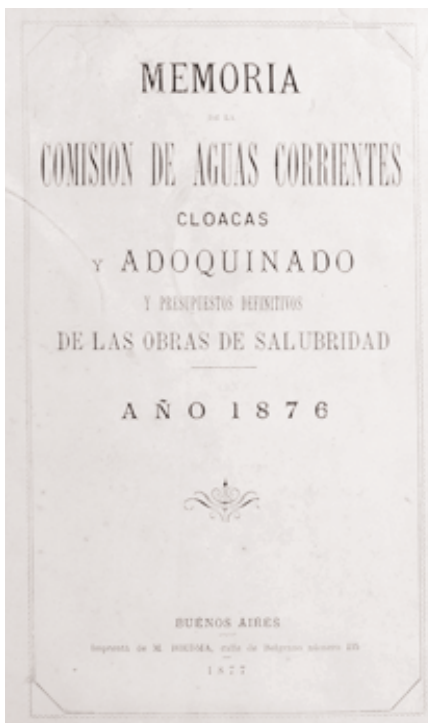 MEMORIA
DE LA
COMISION DE AGUAS CORRIENTES
CLOACAS
Y ADOQUINADO
Y PRESUPUESTOS DEFINITIVOS
DE LAS OBRAS DE SALUBRIDAD
AÑO 1876
BUENOS AIRES
Imprenta de M. BIEDMA, calle de Belgrano número
1877